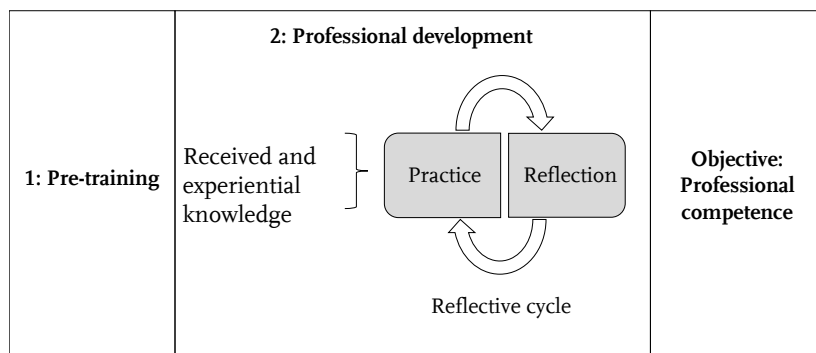 2: Professional development
1: Pre-training
Received and
experiential
knowledge
Practice
Reflection
Reflective cycle
Objective:
Professional
competence